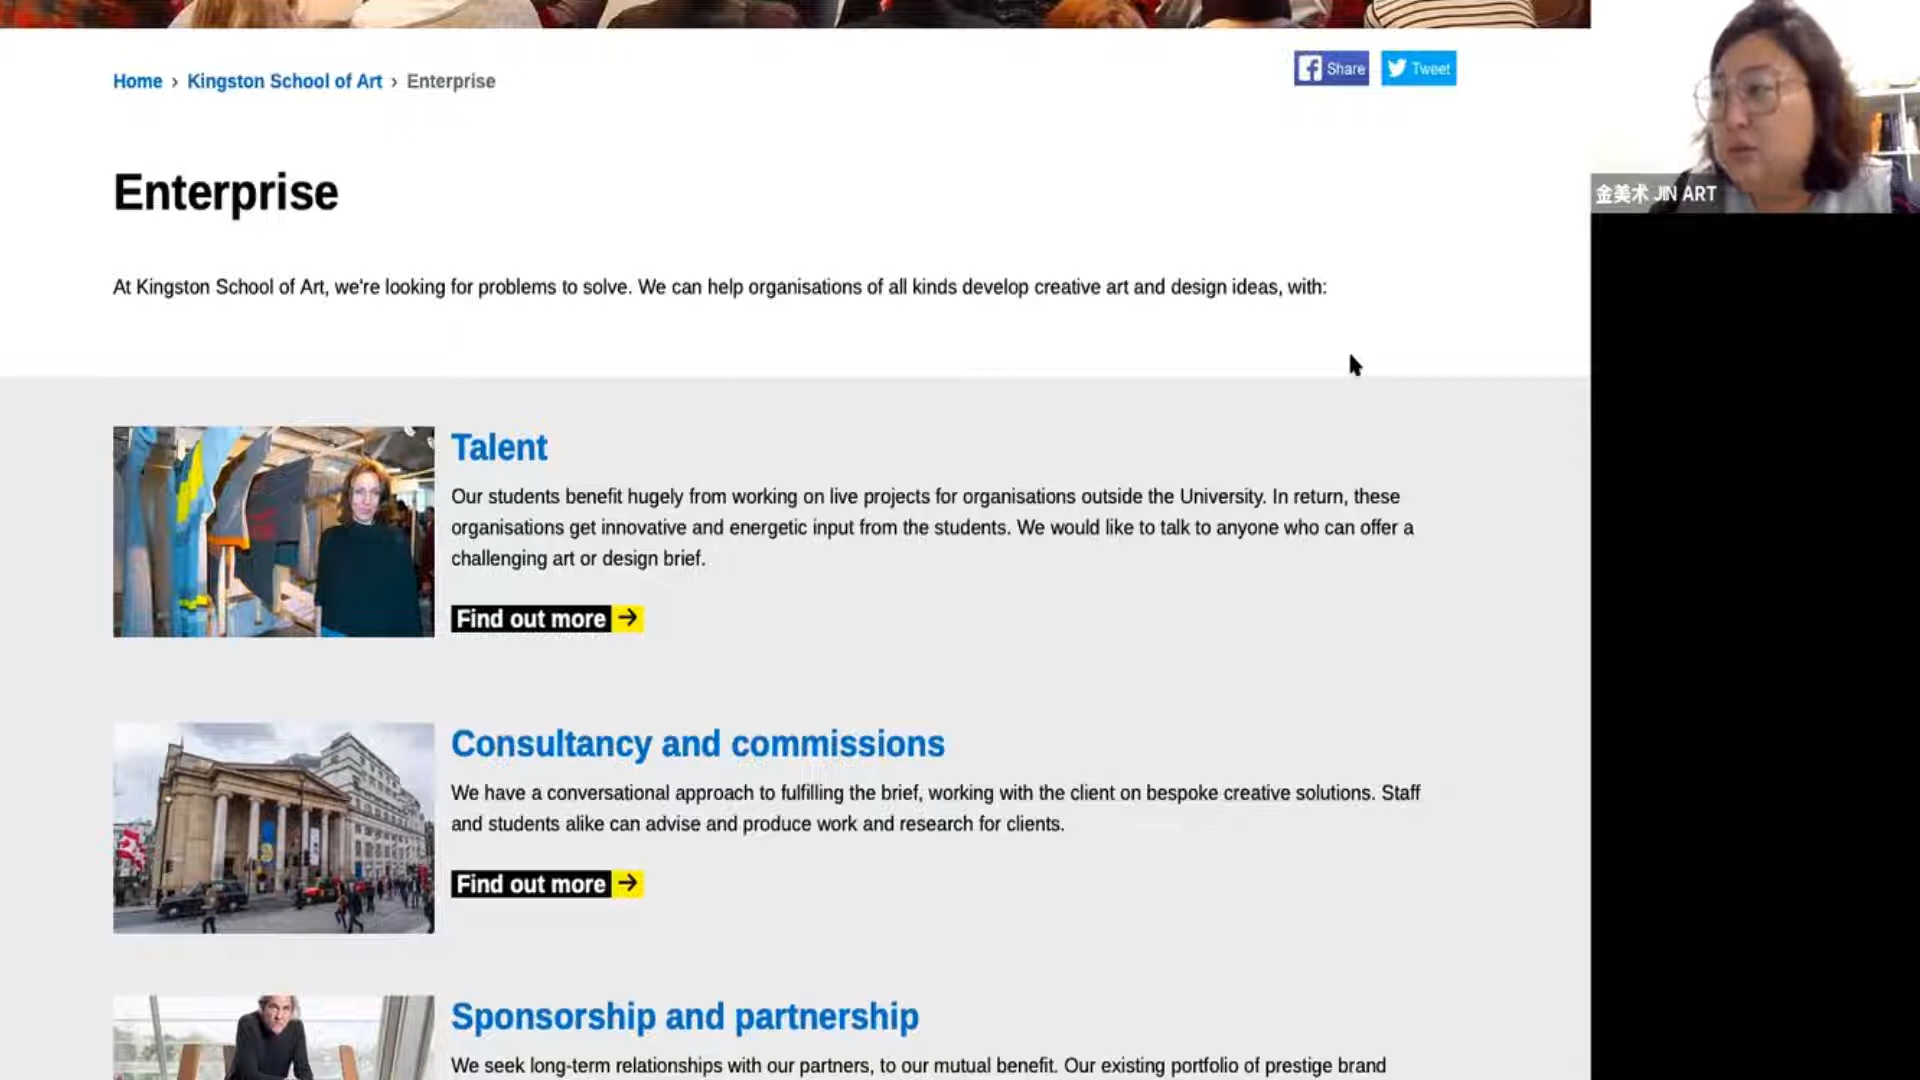 Home › Kingston School of Art › Enterprise
Share
Tweet
金美术 JIN ART
Enterprise
At Kingston School of Art, we're looking for problems to solve. We can help organisations of all kinds develop creative art and design ideas, with:
Talent
Our students benefit hugely from working on live projects for organisations outside the University. In return, these
organisations get innovative and energetic input from the students. We would like to talk to anyone who can offer a
challenging art or design brief.
Find out more →
Consultancy and commissions
We have a conversational approach to fulfilling the brief, working with the client on bespoke creative solutions. Staff
and students alike can advise and produce work and research for clients.
Find out more →
Sponsorship and partnership
We seek long-term relationships with our partners, to our mutual benefit. Our existing portfolio of prestige brand